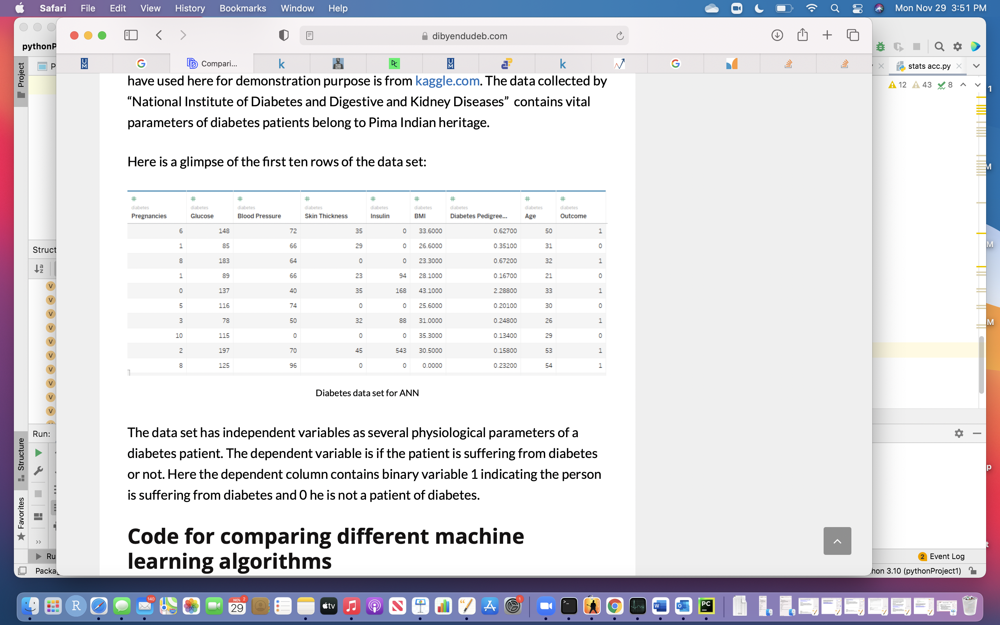 Safari File Edit View History Bookmarks Window Help Mon Nov 29 3:51 PM
dibyendudeb.com
pythonP
Compari...
P
stats acc.py
12 43 8
1
Project
have used here for demonstration purpose is from kaggle.com. The data collected by
“National Institute of Diabetes and Digestive and Kidney Diseases” contains vital
parameters of diabetes patients belong to Pima Indian heritage.
Here is a glimpse of the first ten rows of the data set:
# # # # # # # # #
diabetes diabetes diabetes diabetes diabetes diabetes diabetes diabetes diabetes
Pregnancies Glucose Blood Pressure Skin Thickness Insulin BMI Diabetes Pedigree... Age Outcome
6 148 72 35 0 33.6000 0.62700 50 1
1 85 66 29 0 26.6000 0.35100 31 0
8 183 64 0 0 23.3000 0.67200 32 1
1 89 66 23 94 28.1000 0.16700 21 0
0 137 40 35 168 43.1000 2.28800 33 1
5 116 74 0 0 25.6000 0.20100 30 0
3 78 50 32 88 31.0000 0.24800 26 1
10 115 0 0 0 35.3000 0.13400 29 0
2 197 70 45 543 30.5000 0.15800 53 1
8 125 96 0 0 0.0000 0.23200 54 1
Diabetes data set for ANN
The data set has independent variables as several physiological parameters of a
diabetes patient. The dependent variable is if the patient is suffering from diabetes
or not. Here the dependent column contains binary variable 1 indicating the person
is suffering from diabetes and 0 he is not a patient of diabetes.
Code for comparing different machine
learning algorithms
Struct
Run:
Structure
Favorites
Ru
Packa
2 Event Log
hon 3.10 (pythonProject1)
140
NOV 2
29
tv
1
PC